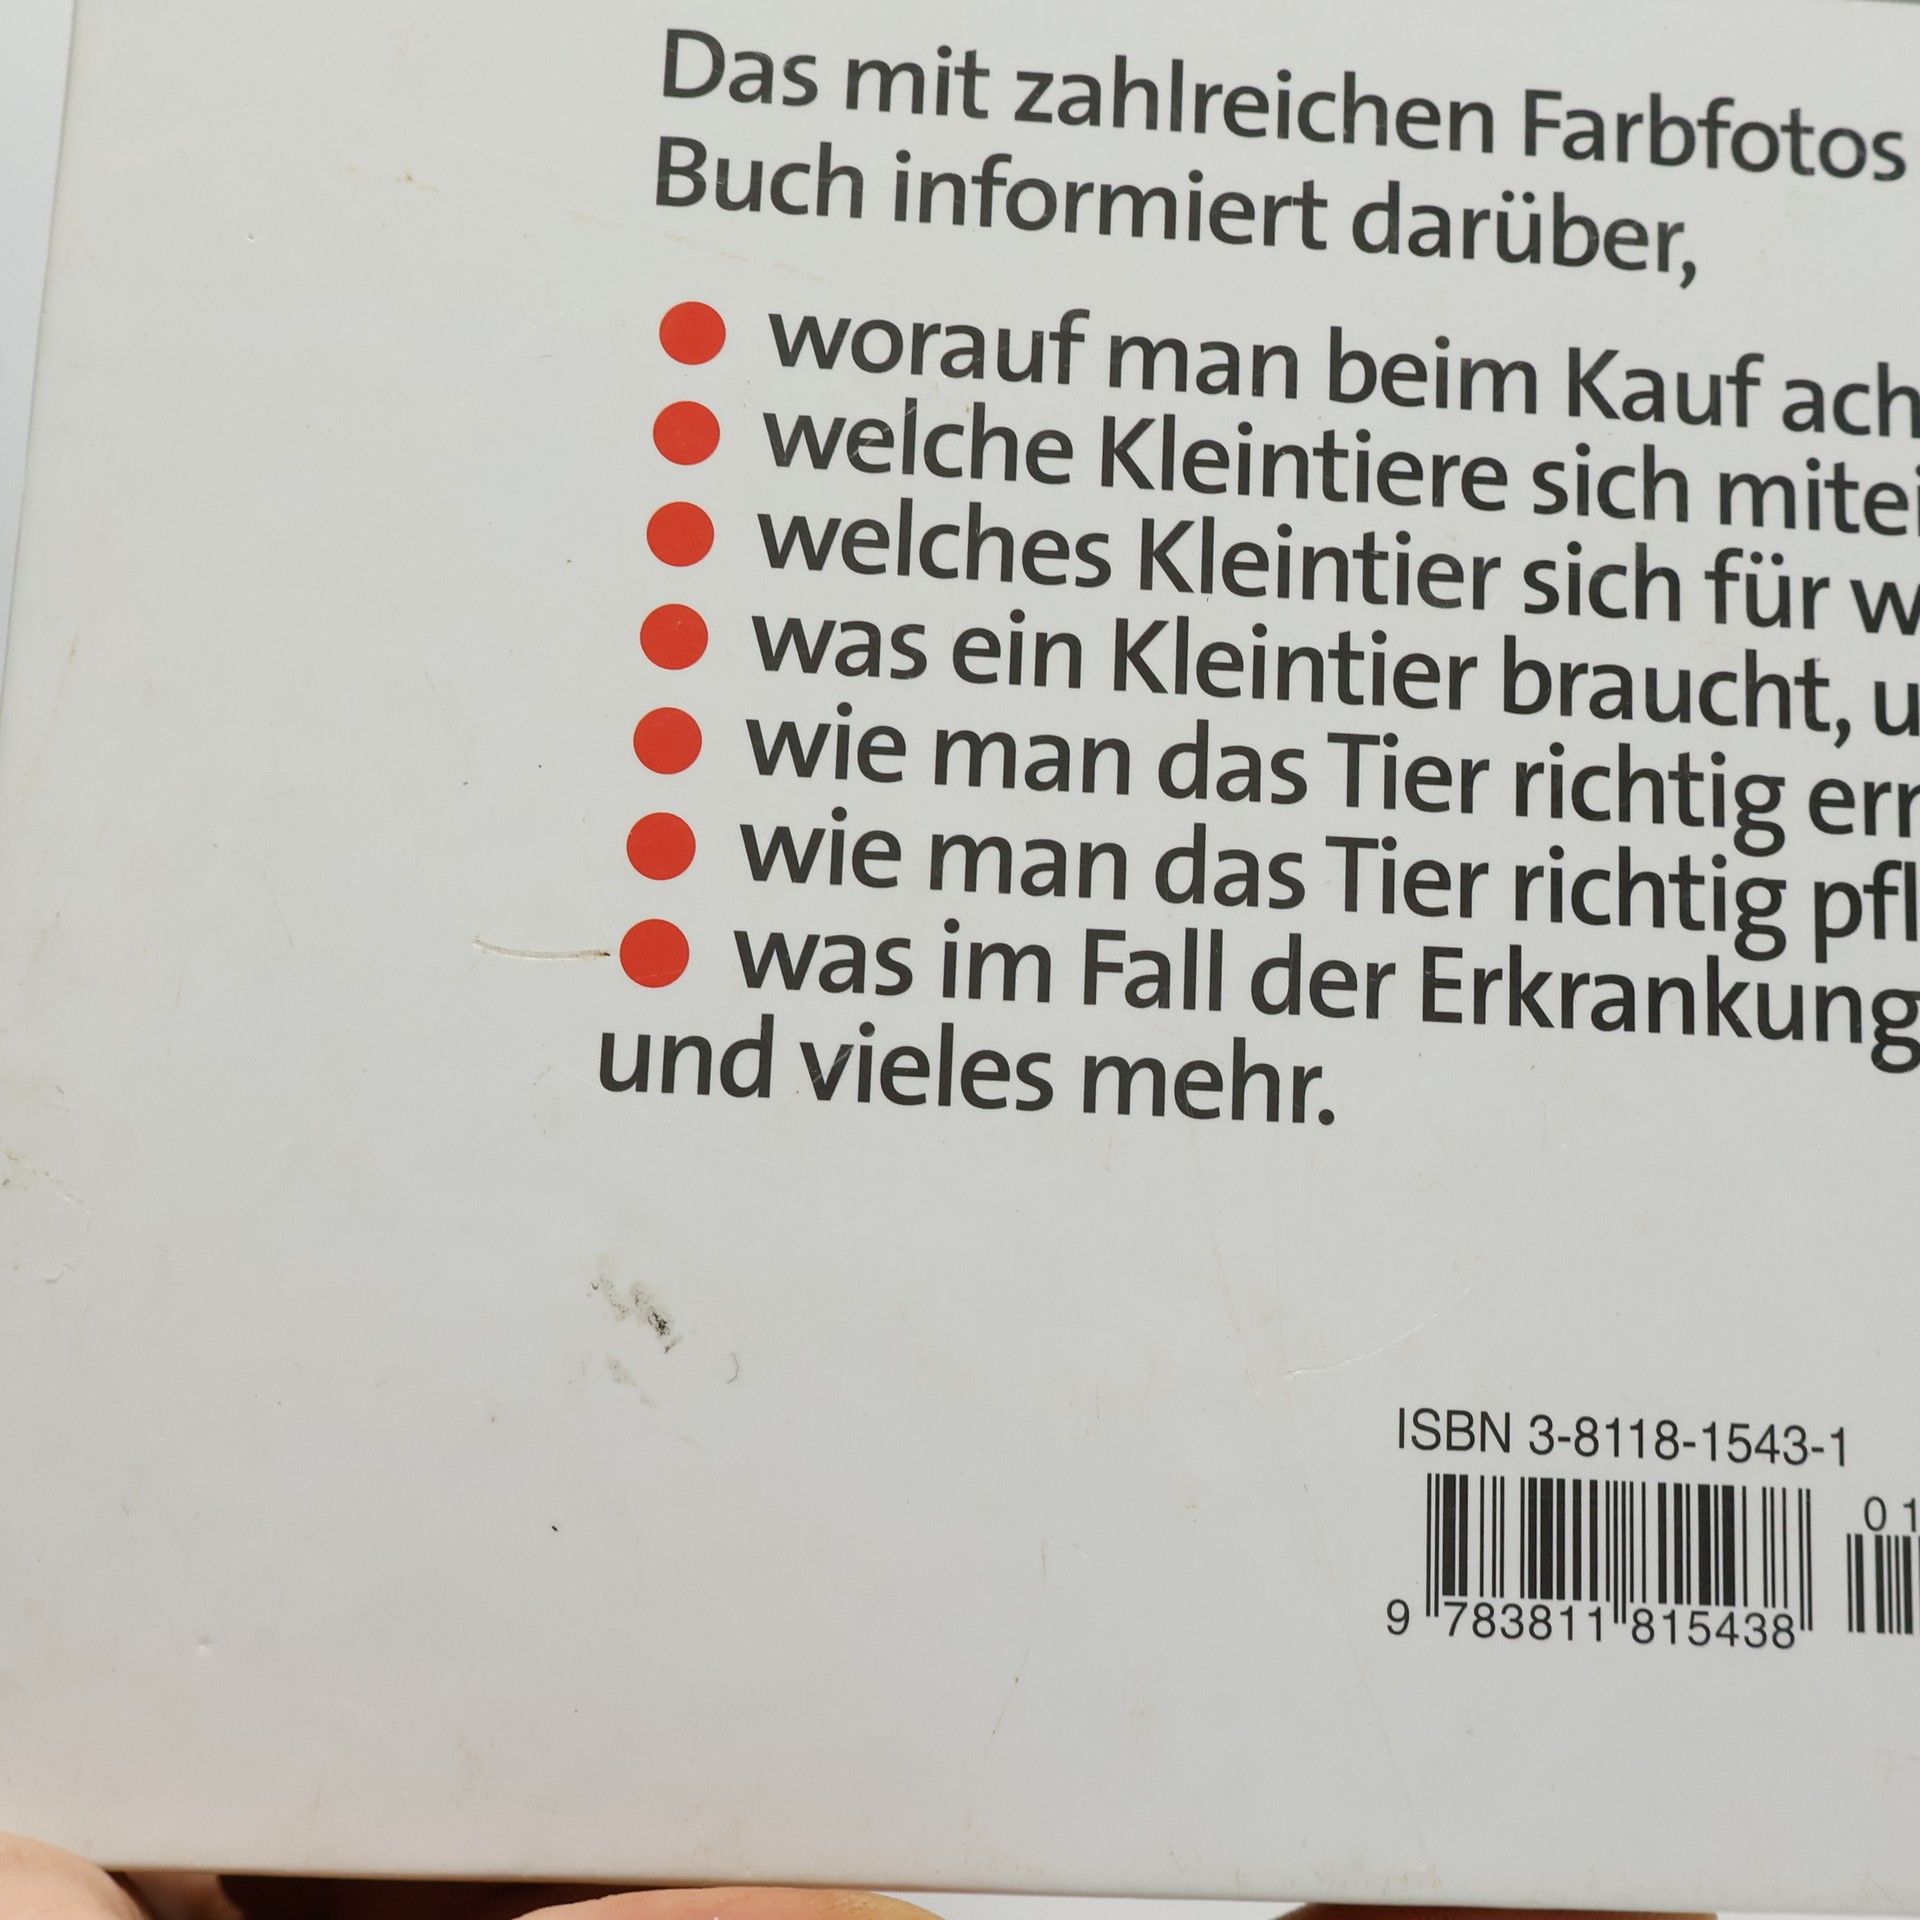 Das mit zahlreichen Farbfotos
Buch informiert darüber,
● worauf man beim Kauf ach
● welche Kleintiere sich mitei
● welches Kleintier sich für w
● was ein Kleintier braucht, u
● wie man das Tier richtig ern
● wie man das Tier richtig pfl
● was im Fall der Erkrankung
und vieles mehr.
ISBN 3-8118-1543-1
0 1
9 783811 815438